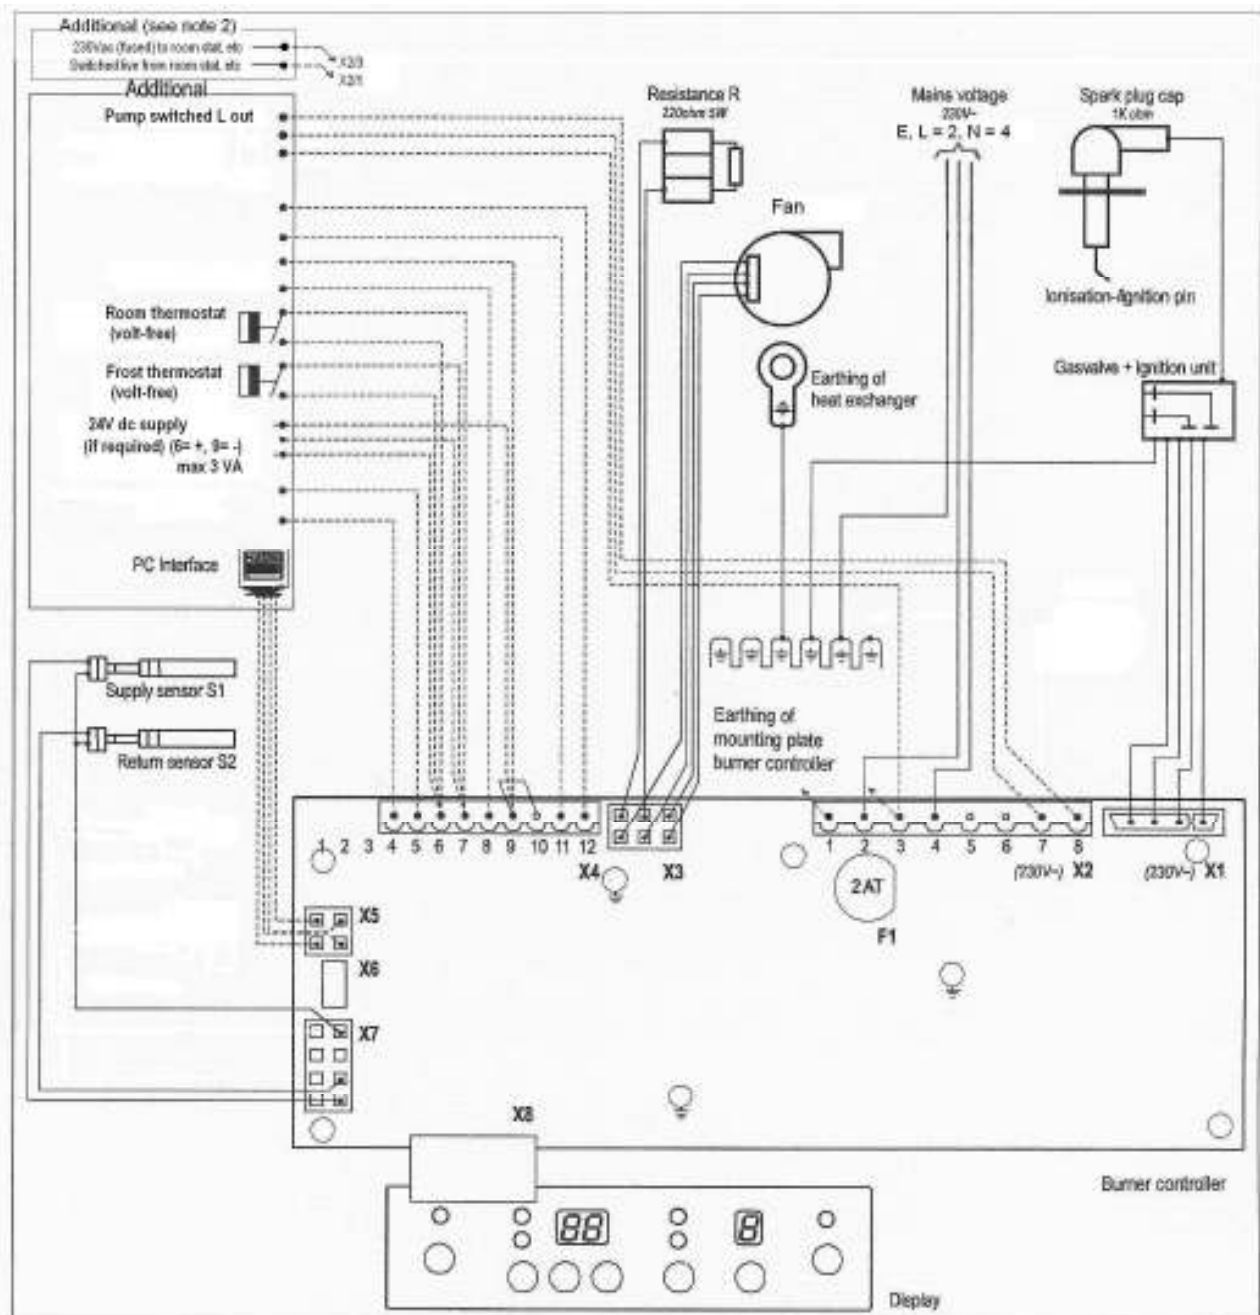 Additional (see note 2)
230Vac (fused) to room stat. etc
Switched live from room stat. etc
X2/3
X2/1
Additional
Pump switched L out
Room thermostat
(volt-free)
Frost thermostat
(volt-free)
24V dc supply
(if required) (6= +, 9= -)
max 3 VA
PC Interface
Supply sensor S1
Return sensor S2
Resistance R
220ohm 5W
Fan
Mains voltage
230V~
E, L = 2, N = 4
Spark plug cap
1K ohm
Ionisation-/Ignition pin
Gasvalve + Ignition unit
Earthing of
heat exchanger
Earthing of
mounting plate
burner controller
1 2 3 4 5 6 7 8 9 10 11 12
X4
X3
1 2 3 4 5 6 7 8
(230V~) X2
(230V~) X1
2AT
F1
X5
X6
X7
X8
Burner controller
88
8
Display